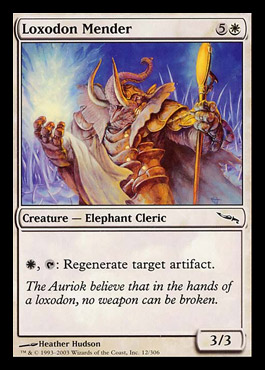 Loxodon Mender 5
Creature — Elephant Cleric
, : Regenerate target artifact.
The Auriok believe that in the hands of
a loxodon, no weapon can be broken.
Heather Hudson
™ & © 1993-2003 Wizards of the Coast, Inc. 12/306
3/3